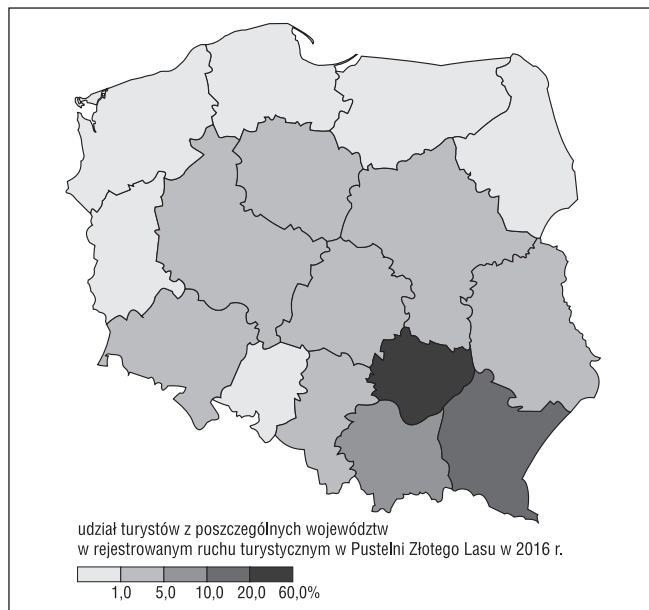 udział turystów z poszczególnych województw
w rejestrowanym ruchu turystycznym w Pustelni Złotego Lasu w 2016 r.
1,0 5,0 10,0 20,0 60,0%